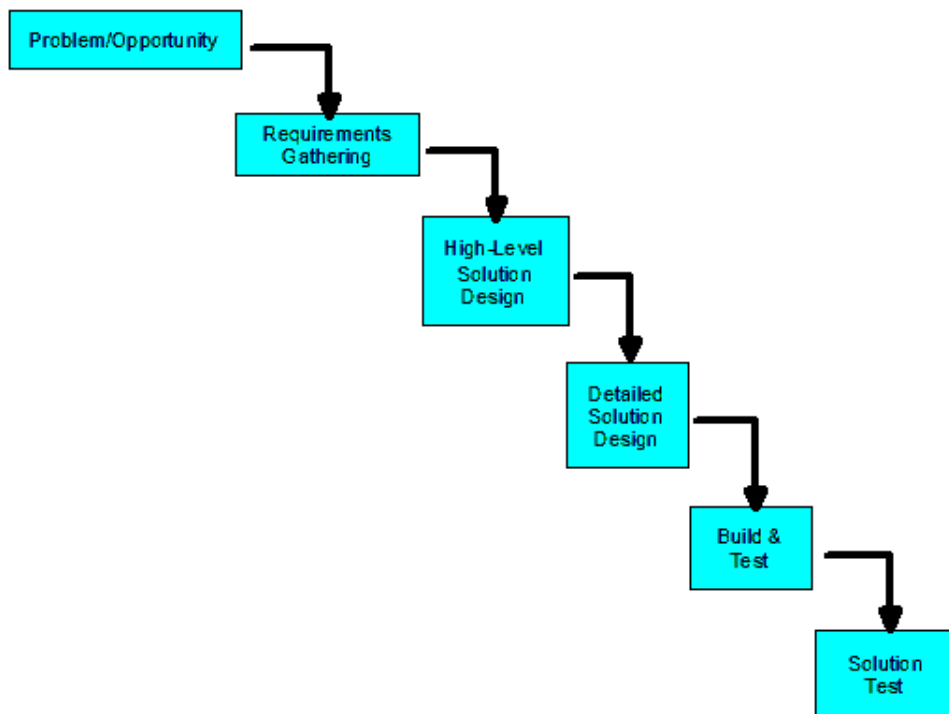 Problem/Opportunity
Requirements
Gathering
High-Level
Solution
Design
Detailed
Solution
Design
Build &
Test
Solution
Test